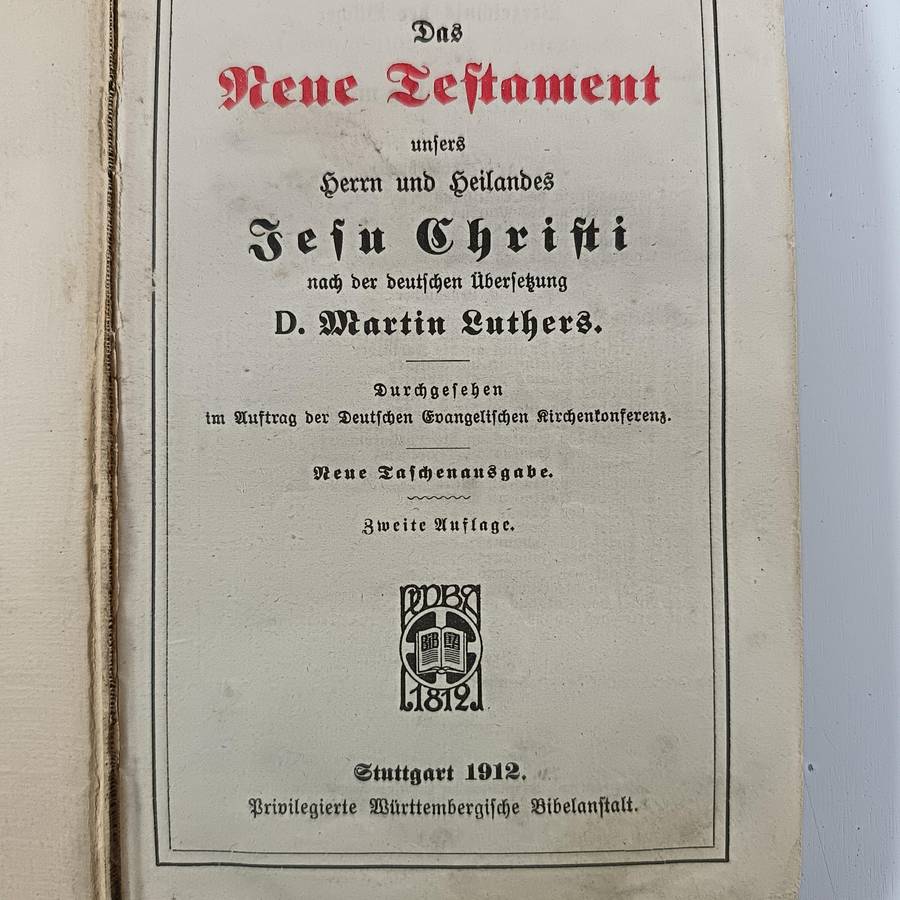 Das
Neue Testament
unsers
Herrn und Heilandes
Jesu Christi
nach der deutschen Übersetzung
D. Martin Luthers.
Durchgesehen
im Auftrag der Deutschen Evangelischen Kirchenkonferenz.
Neue Taschenausgabe.
Zweite Auflage.
BIB
1812
Stuttgart 1912.
Privilegierte Württembergische Bibelanstalt.